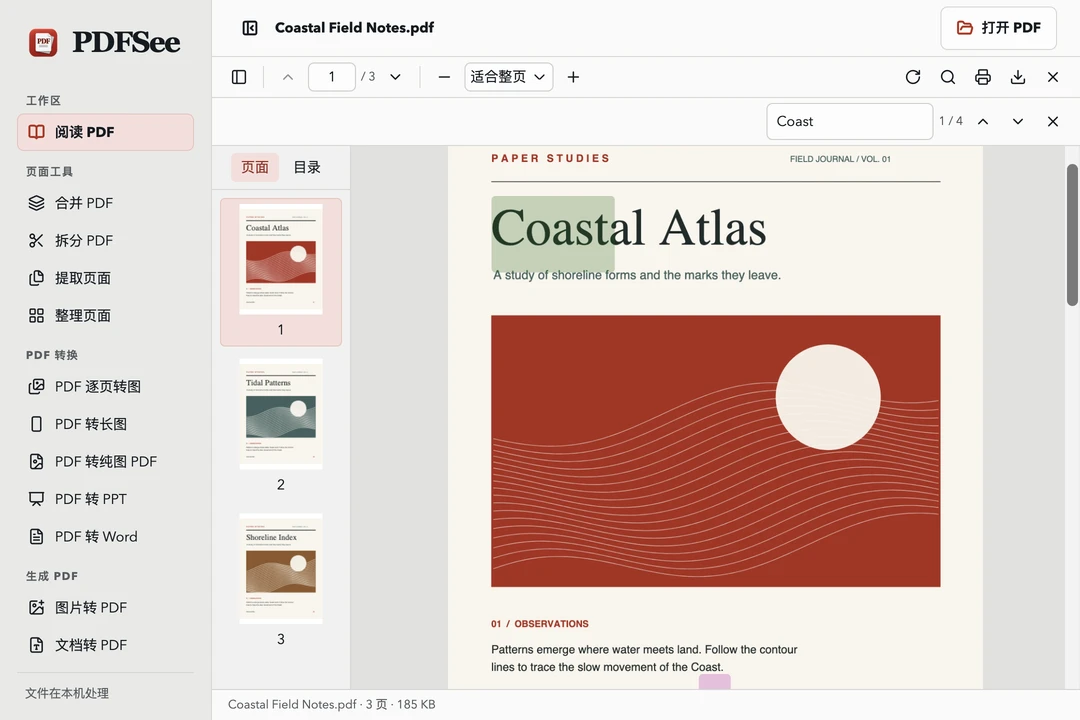 PDFSee
工作区
阅读 PDF
页面工具
合并 PDF
拆分 PDF
提取页面
整理页面
PDF 转换
PDF 逐页转图
PDF 转长图
PDF 转纯图 PDF
PDF 转 PPT
PDF 转 Word
生成 PDF
图片转 PDF
文档转 PDF
文件在本机处理
Coastal Field Notes.pdf
打开 PDF
1 / 3
适合整页
Coast
1 / 4
页面
目录
Coastal Atlas
1
Tidal Patterns
2
Shoreline Index
3
PAPER STUDIES
FIELD JOURNAL / VOL. 01
Coastal Atlas
A study of shoreline forms and the marks they leave.
01 / OBSERVATIONS
Patterns emerge where water meets land. Follow the contour
lines to trace the slow movement of the Coast.
Coastal Field Notes.pdf · 3 页 · 185 KB